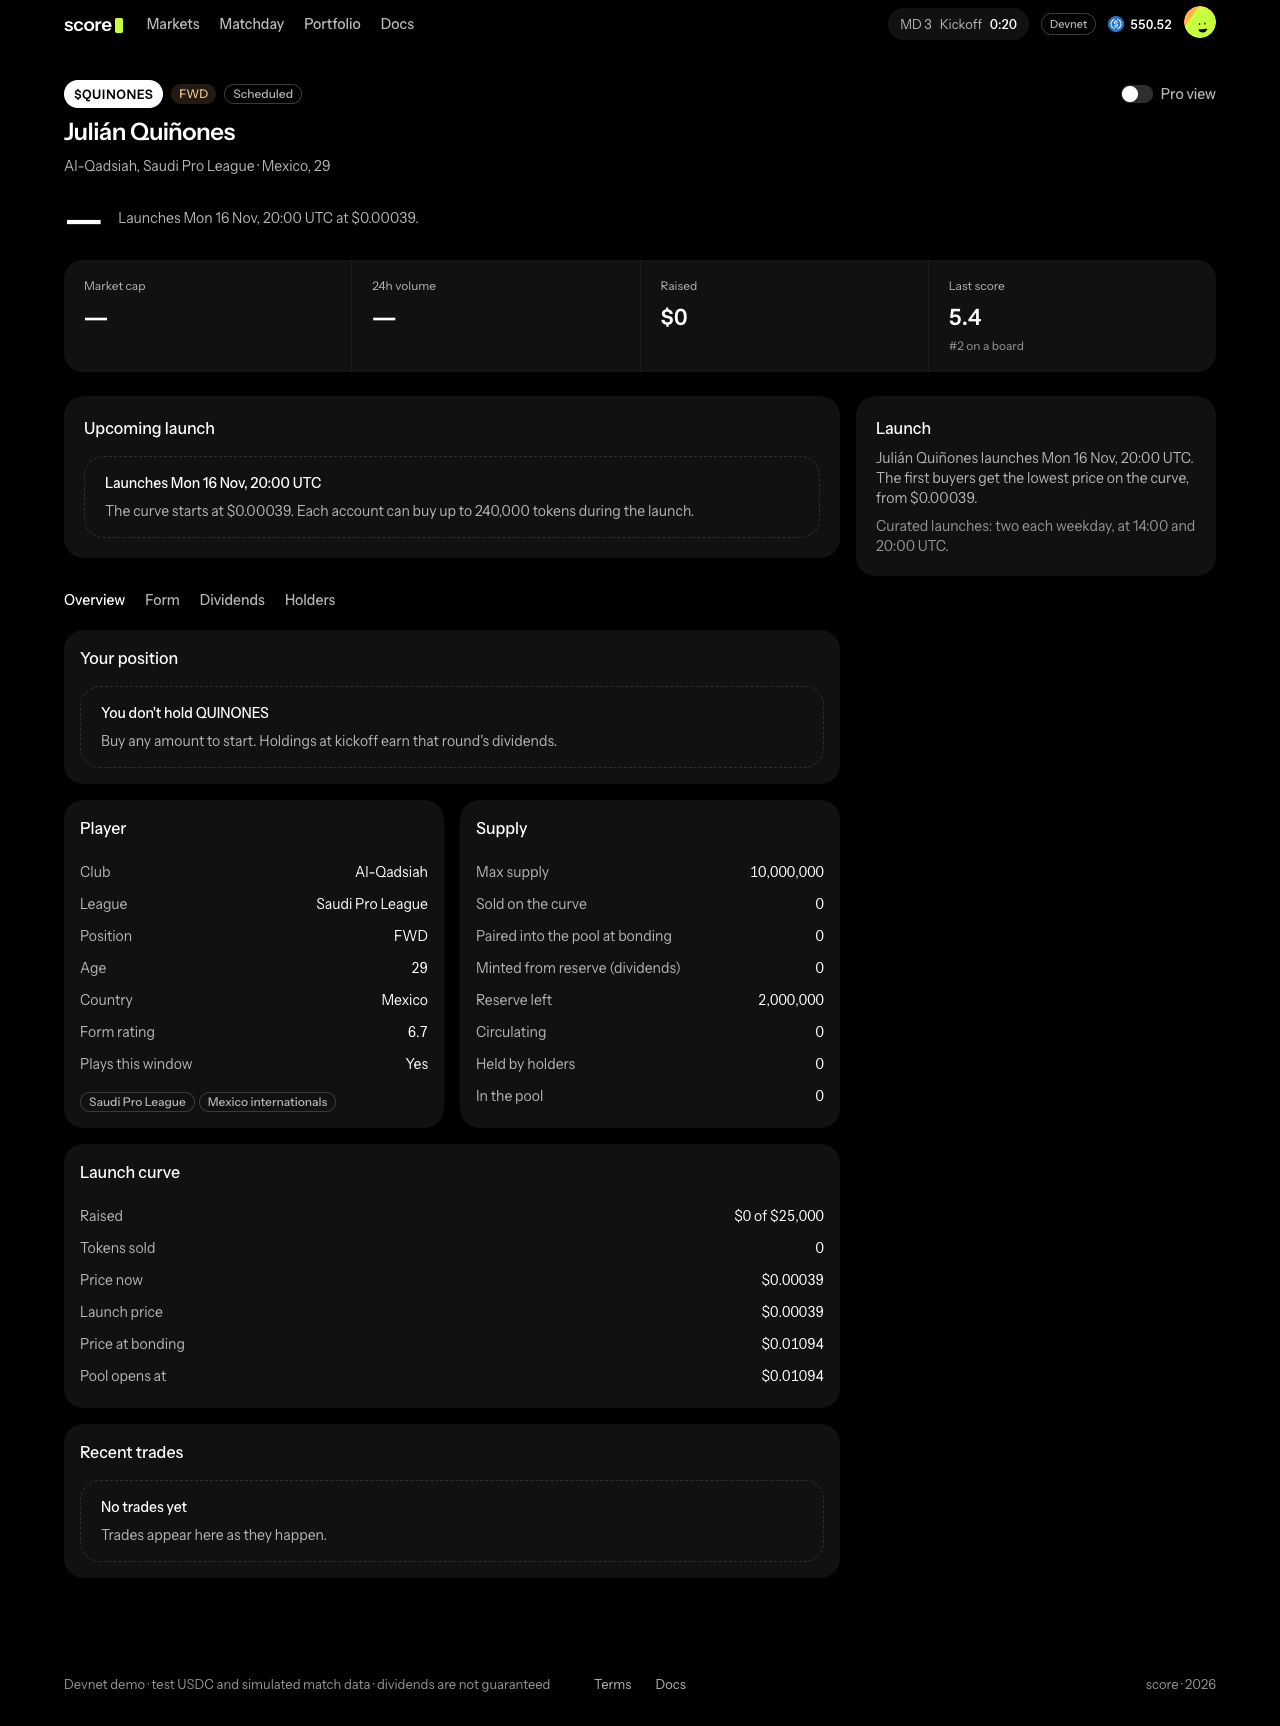 score
Markets Matchday Portfolio Docs
MD 3 Kickoff 0:20
Devnet
550.52
$QUINONES FWD Scheduled
Pro view
Julián Quiñones
Al-Qadsiah, Saudi Pro League · Mexico, 29
— Launches Mon 16 Nov, 20:00 UTC at $0.00039.
Market cap
—
24h volume
—
Raised
$0
Last score
5.4
#2 on a board
Upcoming launch
Launches Mon 16 Nov, 20:00 UTC
The curve starts at $0.00039. Each account can buy up to 240,000 tokens during the launch.
Launch
Julián Quiñones launches Mon 16 Nov, 20:00 UTC.
The first buyers get the lowest price on the curve,
from $0.00039.
Curated launches: two each weekday, at 14:00 and
20:00 UTC.
Overview Form Dividends Holders
Your position
You don't hold QUINONES
Buy any amount to start. Holdings at kickoff earn that round's dividends.
Player
Club Al-Qadsiah
League Saudi Pro League
Position FWD
Age 29
Country Mexico
Form rating 6.7
Plays this window Yes
Saudi Pro League Mexico internationals
Supply
Max supply 10,000,000
Sold on the curve 0
Paired into the pool at bonding 0
Minted from reserve (dividends) 0
Reserve left 2,000,000
Circulating 0
Held by holders 0
In the pool 0
Launch curve
Raised $0 of $25,000
Tokens sold 0
Price now $0.00039
Launch price $0.00039
Price at bonding $0.01094
Pool opens at $0.01094
Recent trades
No trades yet
Trades appear here as they happen.
Devnet demo · test USDC and simulated match data · dividends are not guaranteed Terms Docs score · 2026